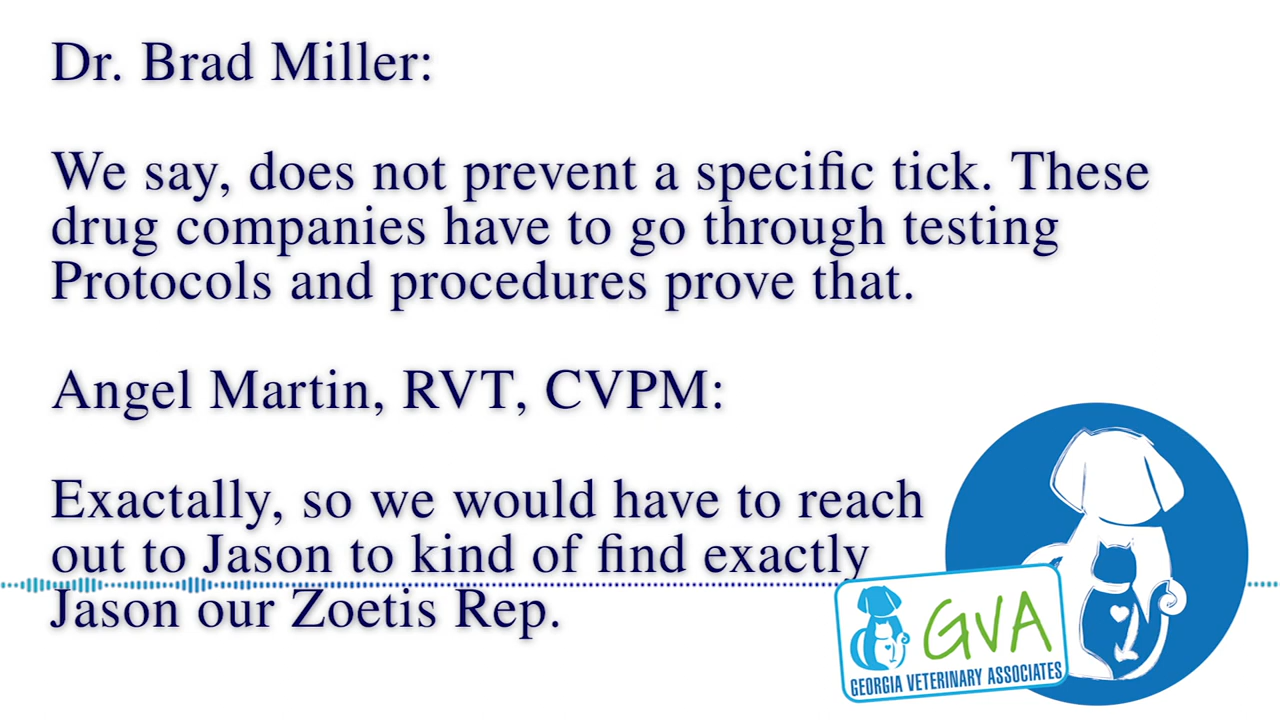 Dr. Brad Miller:
We say, does not prevent a specific tick. These
drug companies have to go through testing
Protocols and procedures prove that.
Angel Martin, RVT, CVPM:
Exactally, so we would have to reach
out to Jason to kind of find exactly
Jason our Zoetis Rep.
GVA
GEORGIA VETERINARY ASSOCIATES